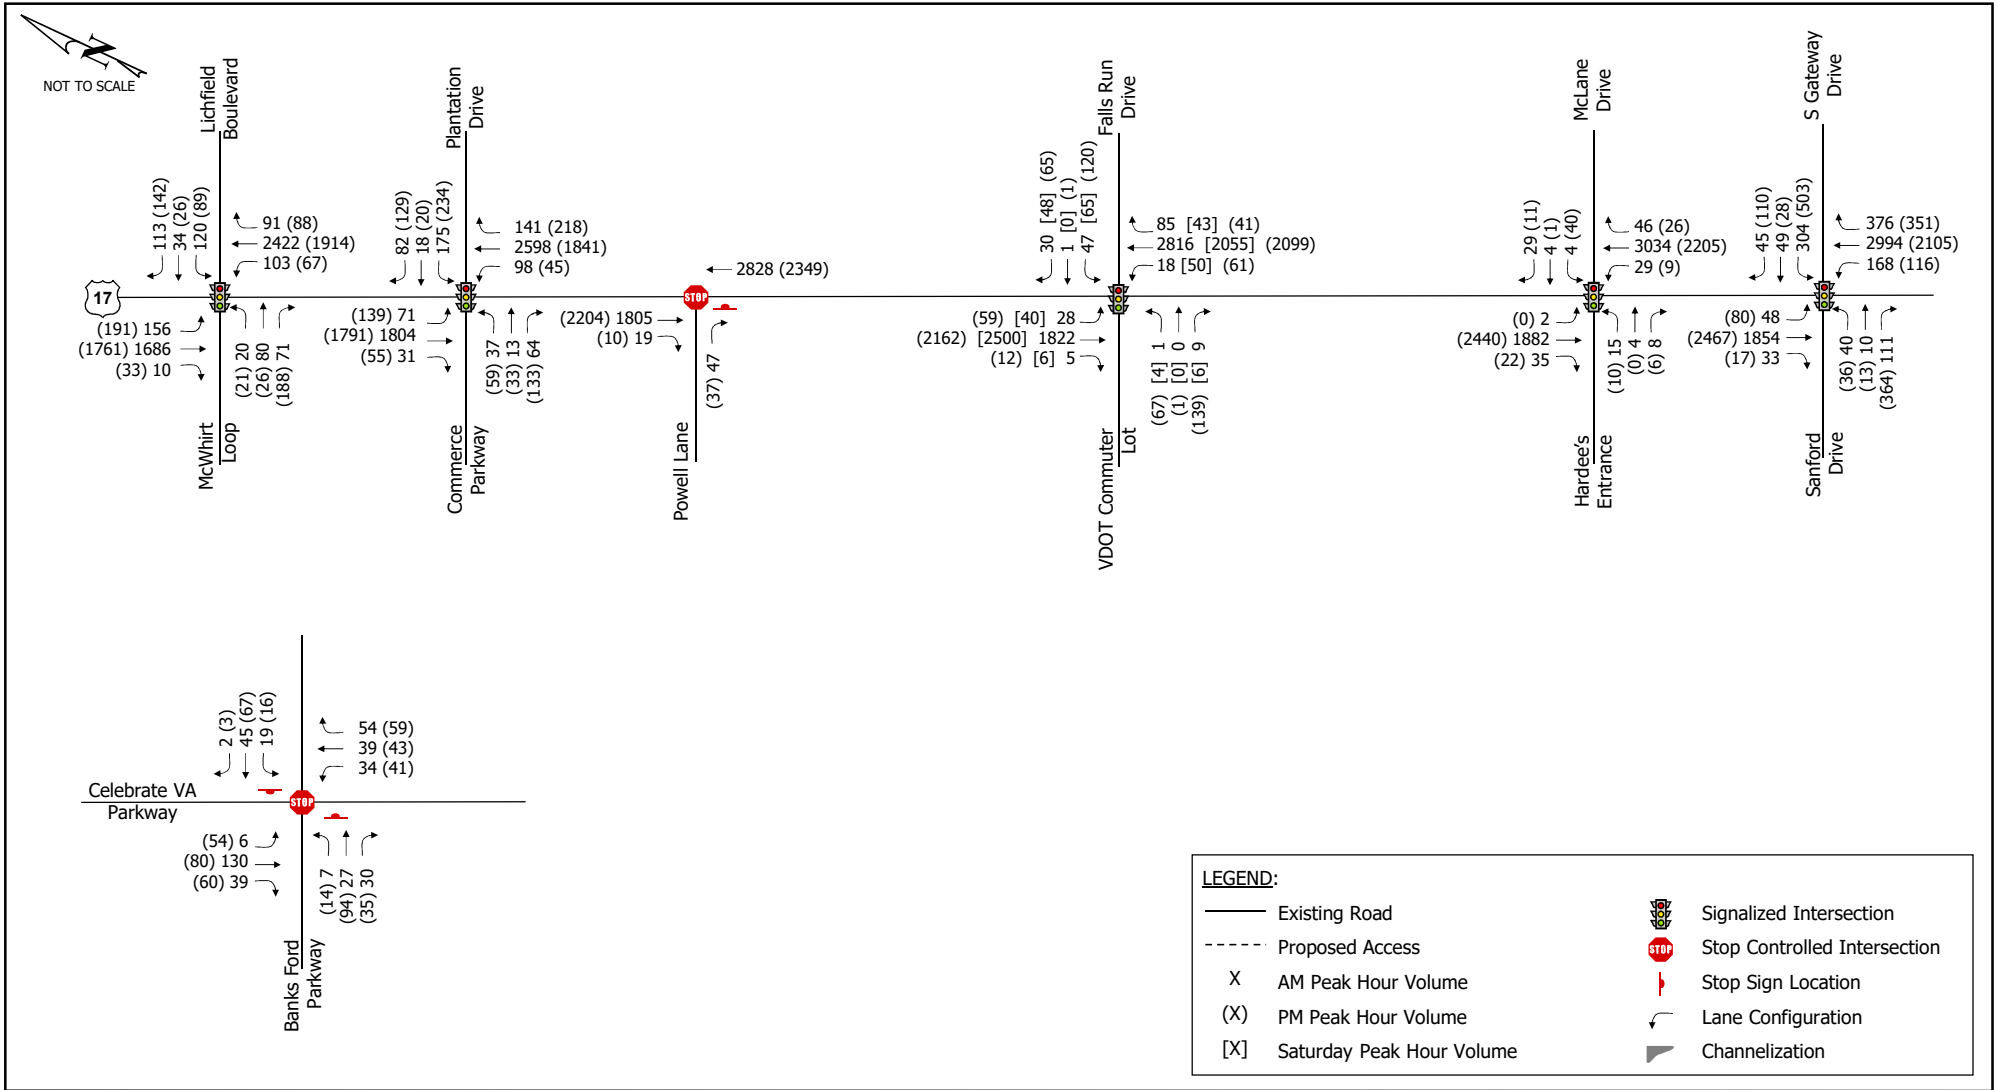 N
NOT TO SCALE
Lichfield
Boulevard
113 (142)
34 (26)
120 (89)
91 (88)
2422 (1914)
103 (67)
17
(191) 156
(1761) 1686
(33) 10
(21) 20
(26) 80
(188) 71
McWhirt
Loop
Plantation
Drive
82 (129)
18 (20)
175 (234)
141 (218)
2598 (1841)
98 (45)
(139) 71
(1791) 1804
(55) 31
(59) 37
(33) 13
(133) 64
Commerce
Parkway
2828 (2349)
STOP
(2204) 1805
(10) 19
(37) 47
Powell Lane
Falls Run
Drive
30 [48] (65)
1 [0] (1)
47 [65] (120)
85 [43] (41)
2816 [2055] (2099)
18 [50] (61)
(59) [40] 28
(2162) [2500] 1822
(12) [6] 5
(67) [4] 1
(1) [0] 0
(139) [6] 9
VDOT Commuter
Lot
McLane
Drive
29 (11)
4 (1)
4 (40)
46 (26)
3034 (2205)
29 (9)
(0) 2
(2440) 1882
(22) 35
(10) 15
(0) 4
(6) 8
Hardee's
Entrance
S Gateway
Drive
45 (110)
49 (28)
304 (503)
376 (351)
2994 (2105)
168 (116)
(80) 48
(2467) 1854
(17) 33
(36) 40
(13) 10
(364) 111
Sanford
Drive
2 (3)
45 (67)
19 (16)
54 (59)
39 (43)
34 (41)
Celebrate VA
Parkway
STOP
(54) 6
(80) 130
(60) 39
(14) 7
(94) 27
(35) 30
Banks Ford
Parkway
LEGEND:
Existing Road
Proposed Access
X AM Peak Hour Volume
(X) PM Peak Hour Volume
[X] Saturday Peak Hour Volume
Signalized Intersection
STOP Stop Controlled Intersection
Stop Sign Location
Lane Configuration
Channelization